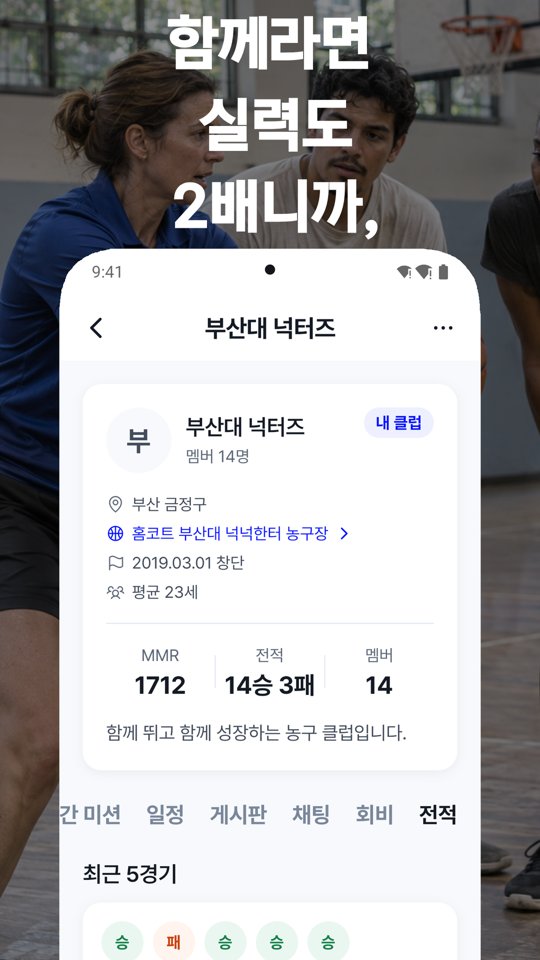 함께라면
실력도
2배니까,
9:41
부산대 넉터즈
부
부산대 넉터즈
내 클럽
멤버 14명
부산 금정구
홈코트 부산대 넉넉한터 농구장
2019.03.01 창단
평균 23세
MMR 전적 멤버
1712 14승 3패 14
함께 뛰고 함께 성장하는 농구 클럽입니다.
간 미션 일정 게시판 채팅 회비 전적
최근 5경기
승 패 승 승 승